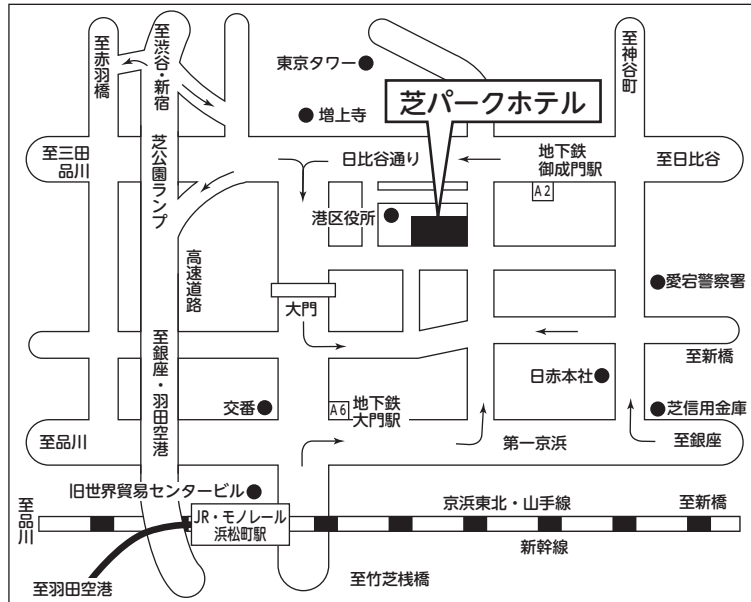 至赤羽橋
至渋谷・新宿
東京タワー
至神谷町
芝パークホテル
増上寺
至三田
品川
芝公園ランプ
日比谷通り
地下鉄
御成門駅
至日比谷
A2
港区役所
高速道路
愛宕警察署
大門
至銀座・羽田空港
至新橋
日赤本社
交番
A6
地下鉄
大門駅
芝信用金庫
至品川
第一京浜
至銀座
旧世界貿易センタービル
至品川
JR・モノレール
浜松町駅
京浜東北・山手線
至新橋
新幹線
至羽田空港
至竹芝桟橋